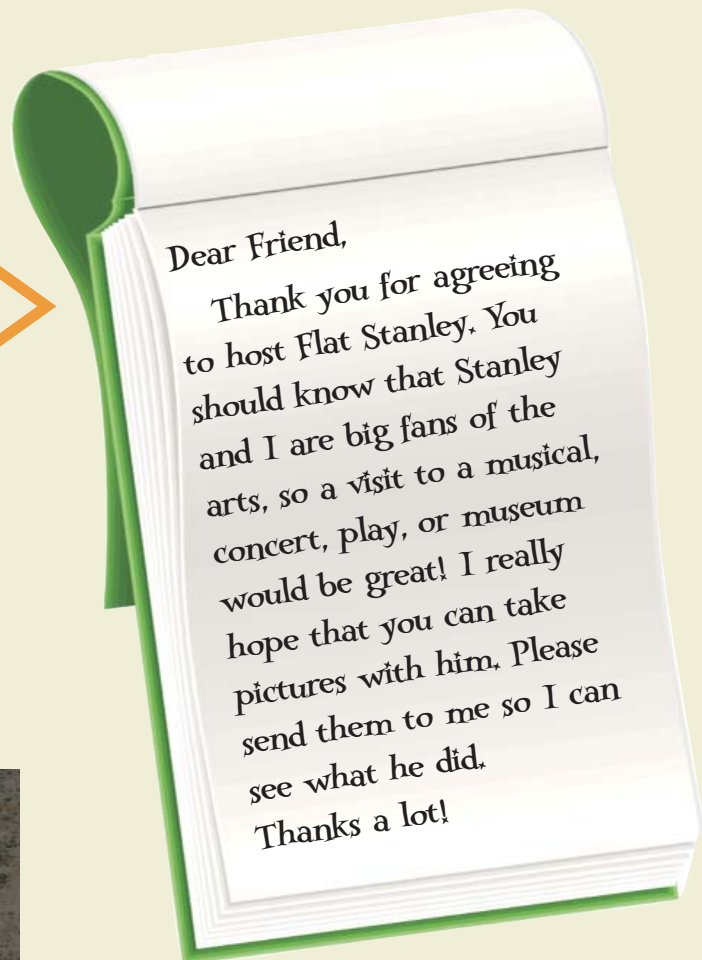 Dear Friend,
Thank you for agreeing
to host Flat Stanley. You
should know that Stanley
and I are big fans of the
arts, so a visit to a musical,
concert, play, or museum
would be great! I really
hope that you can take
pictures with him. Please
send them to me so I can
see what he did.
Thanks a lot!